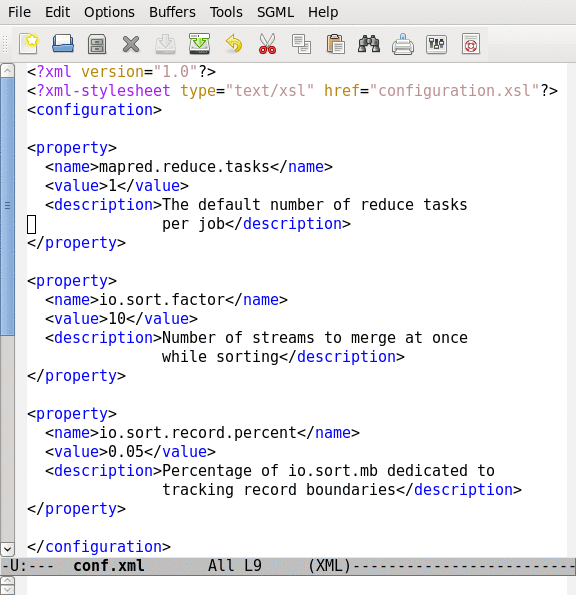 File Edit Options Buffers Tools SGML Help
<?xml version="1.0"?>
<?xml-stylesheet type="text/xsl" href="configuration.xsl"?>
<configuration>
<property>
<name>mapred.reduce.tasks</name>
<value>1</value>
<description>The default number of reduce tasks
per job</description>
</property>
<property>
<name>io.sort.factor</name>
<value>10</value>
<description>Number of streams to merge at once
while sorting</description>
</property>
<property>
<name>io.sort.record.percent</name>
<value>0.05</value>
<description>Percentage of io.sort.mb dedicated to
tracking record boundaries</description>
</property>
</configuration>
-U:--- conf.xml All L9 (XML)-------------------------